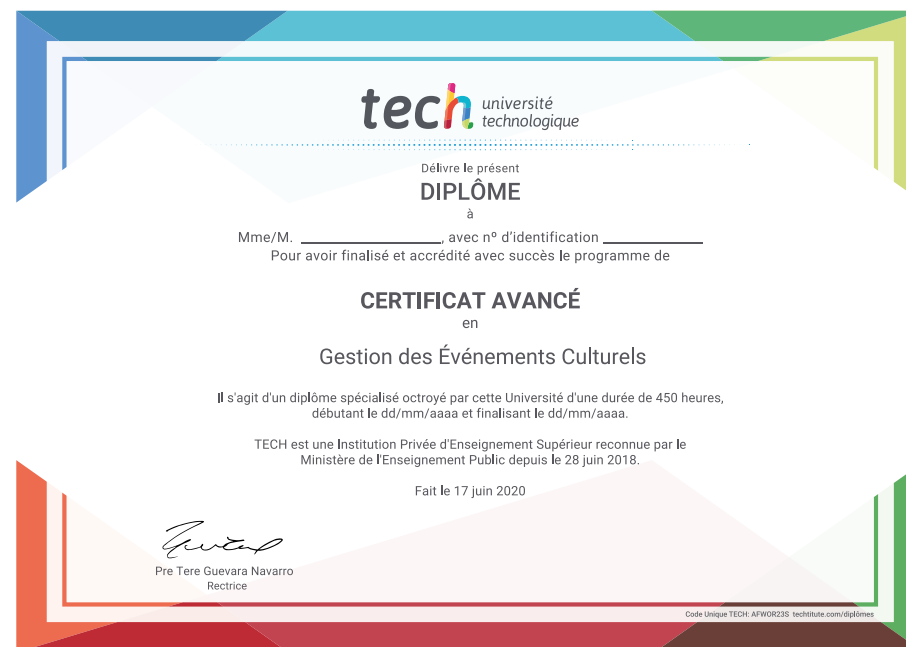 tech université
technologique
Délivre le présent
DIPLÔME
à
Mme/M. ____________________, avec nº d'identification ______________
Pour avoir finalisé et accrédité avec succès le programme de
CERTIFICAT AVANCÉ
en
Gestion des Événements Culturels
Il s'agit d'un diplôme spécialisé octroyé par cette Université d'une durée de 450 heures,
débutant le dd/mm/aaaa et finalisant le dd/mm/aaaa.
TECH est une Institution Privée d'Enseignement Supérieur reconnue par le
Ministère de l'Enseignement Public depuis le 28 juin 2018.
Fait le 17 juin 2020
Pre Tere Guevara Navarro
Rectrice
Code Unique TECH: AFWOR23S techtitute.com/diplômes